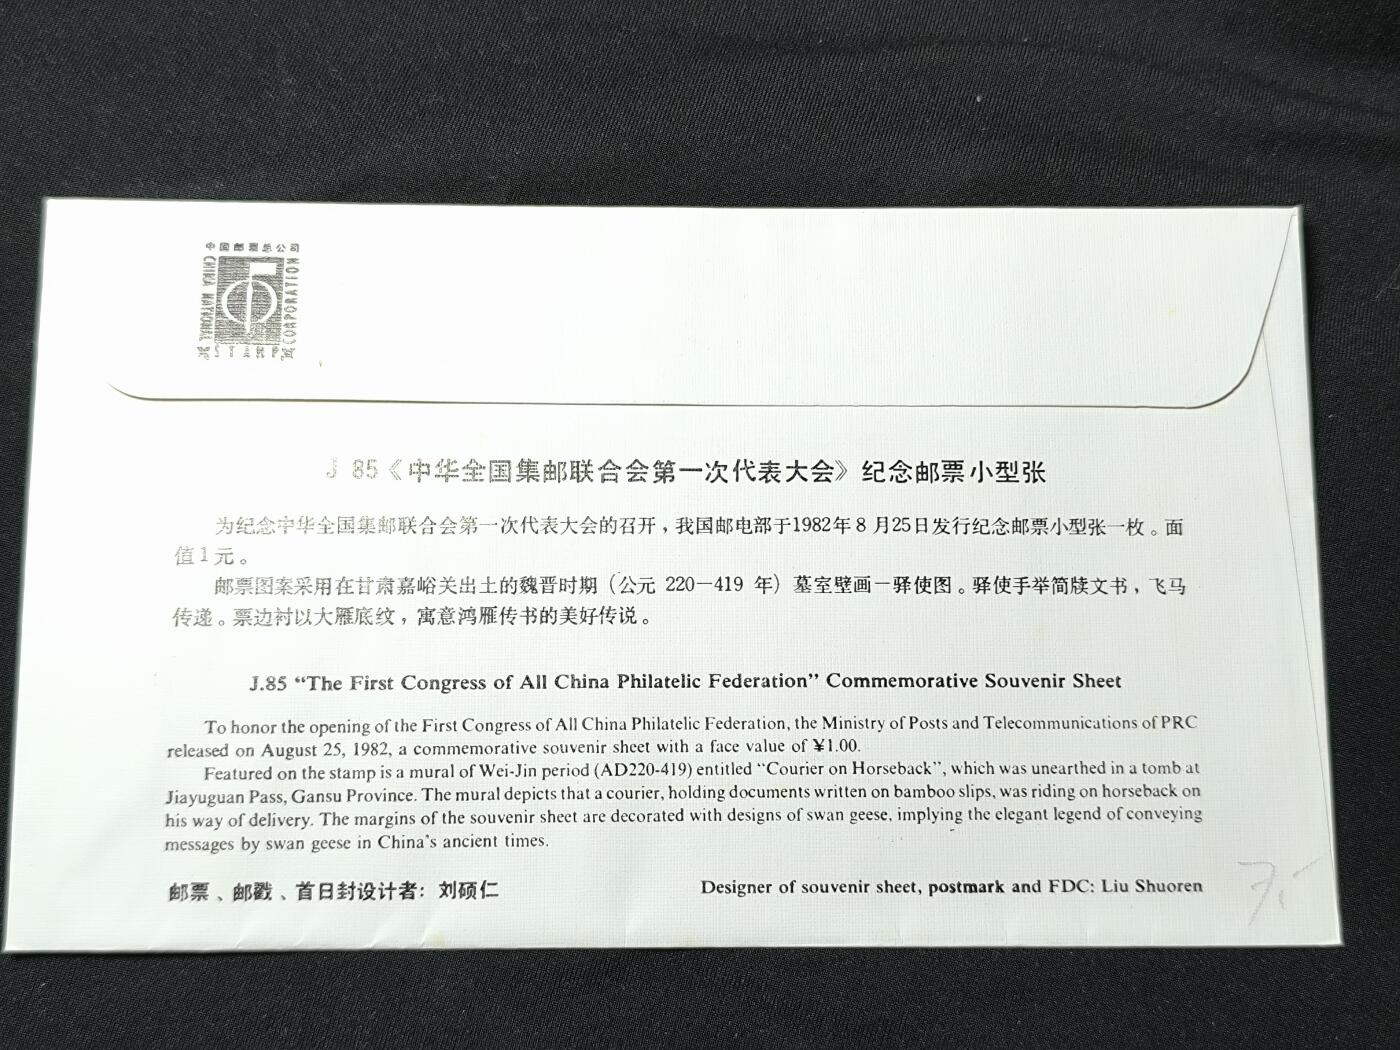 中国邮票总公司
CHINA NATIONAL
CORPORATION
STAMP
J 85《中华全国集邮联合会第一次代表大会》纪念邮票小型张
为纪念中华全国集邮联合会第一次代表大会的召开，我国邮电部于1982年8月25日发行纪念邮票小型张一枚。面
值1元。
邮票图案采用在甘肃嘉峪关出土的魏晋时期（公元 220—419 年）墓室壁画—驿使图。驿使手举简牍文书，飞马
传递。票边衬以大雁底纹，寓意鸿雁传书的美好传说。
J.85 “The First Congress of All China Philatelic Federation” Commemorative Souvenir Sheet
To honor the opening of the First Congress of All China Philatelic Federation, the Ministry of Posts and Telecommunications of PRC
released on August 25, 1982, a commemorative souvenir sheet with a face value of ¥1.00.
Featured on the stamp is a mural of Wei-Jin period (AD220-419) entitled “Courier on Horseback”, which was unearthed in a tomb at
Jiayuguan Pass, Gansu Province. The mural depicts that a courier, holding documents written on bamboo slips, was riding on horseback on
his way of delivery. The margins of the souvenir sheet are decorated with designs of swan geese, implying the elegant legend of conveying
messages by swan geese in China's ancient times.
邮票、邮戳、首日封设计者：刘硕仁
Designer of souvenir sheet, postmark and FDC: Liu Shuoren